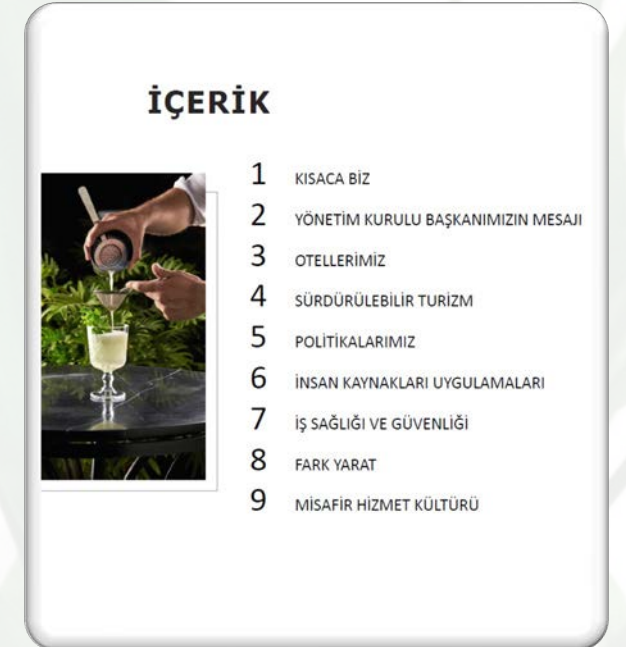 İÇERİK
1 KISACA BİZ
2 YÖNETİM KURULU BAŞKANIMIZIN MESAJI
3 OTELLERİMİZ
4 SÜRDÜRÜLEBİLİR TURİZM
5 POLİTİKALARIMIZ
6 İNSAN KAYNAKLARI UYGULAMALARI
7 İŞ SAĞLIĞI VE GÜVENLİĞİ
8 FARK YARAT
9 MİSAFİR HİZMET KÜLTÜRÜ